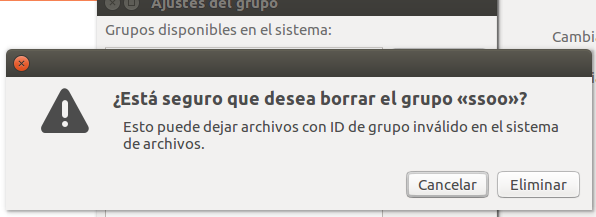 Ajustes del grupo
Grupos disponibles en el sistema:
Cambia
¿Está seguro que desea borrar el grupo «ssoo»?
Esto puede dejar archivos con ID de grupo inválido en el sistema
de archivos.
Cancelar
Eliminar